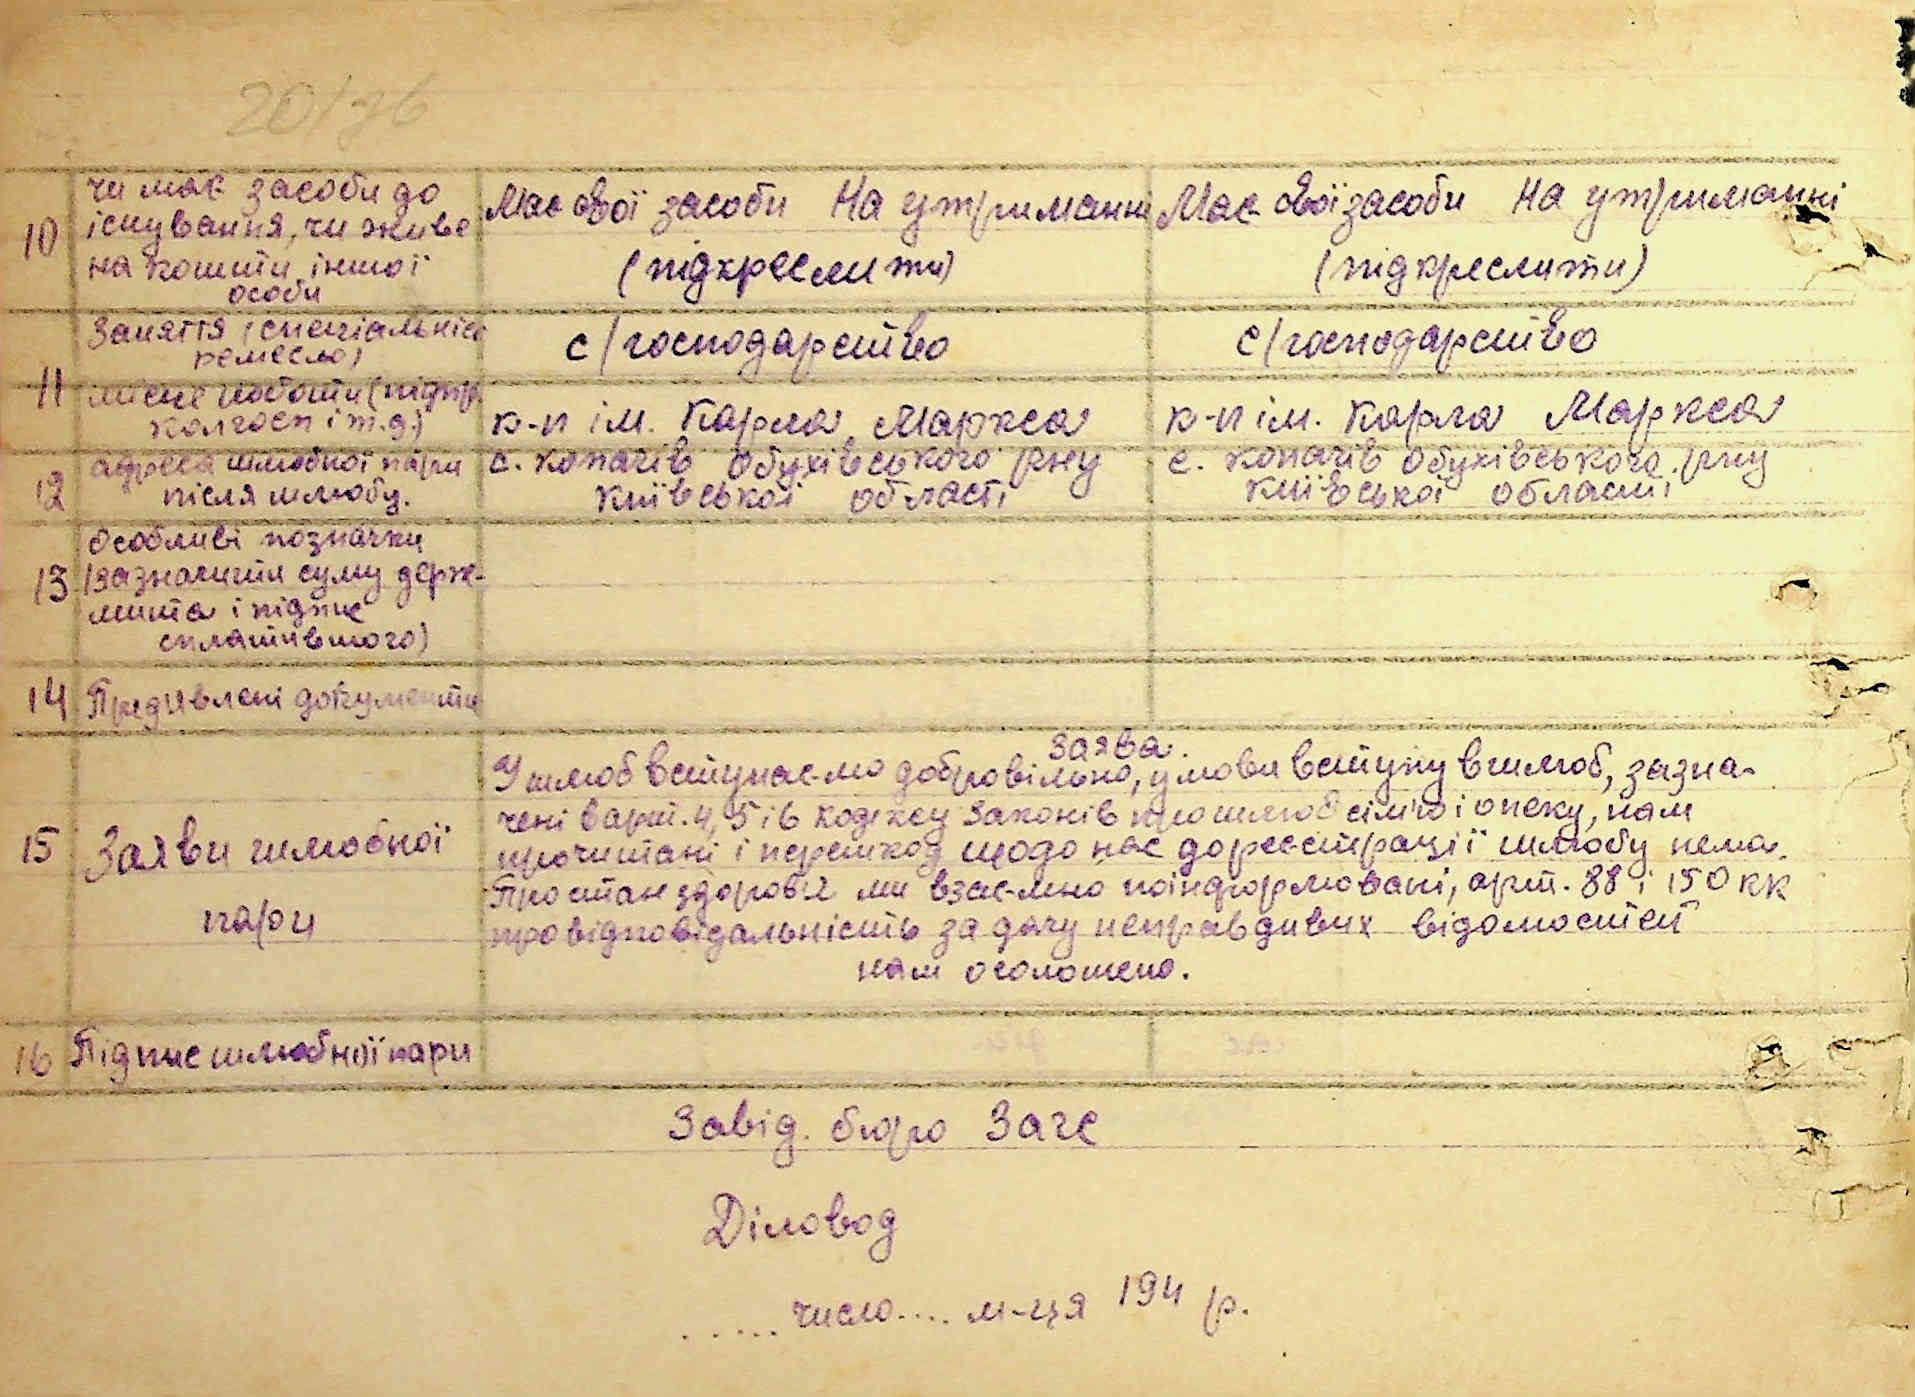 20/
10 чи має засоби до існування, чи живе на кошти іншої особи
Має свої засоби На утриманні
(підкреслити)
Має свої засоби На утриманні
(підкреслити)
11 Заняття (спеціальніс ремесло)
с/господарство
с/господарство
місце роботи (підпр. колгосп і т.д.)
к-п ім. Карла Маркса
к-п ім. Карла Маркса
12 адреса шлюбної пари після шлюбу.
с. Копачів Обухівського рну
Київської області
с. Копачів Обухівського рну
Київської області
13 Особливі позначки (зазначити суму держ-мита і підпис сплатившого)
14 Предявлені документи
15 Заяви шлюбної пари
Заява.
У шлюб вступаємо добровільно, умови вступу в шлюб, зазна-
чені в арт. 4, 5 і 6 кодексу Законів про шлюб сім'ю і опеку, нам
прочитані і перешкод щодо нас до реєстрації шлюбу нема.
Про стан здоров'я ми взаємно поінформовані, арт. 88 і 150 КК
про відповідальність за дачу неправдивих відомостей
нам оголошено.
16 Підпис шлюбної пари
Завід. бюро Загс
Діловод
..... число .... м-ця 194 р.